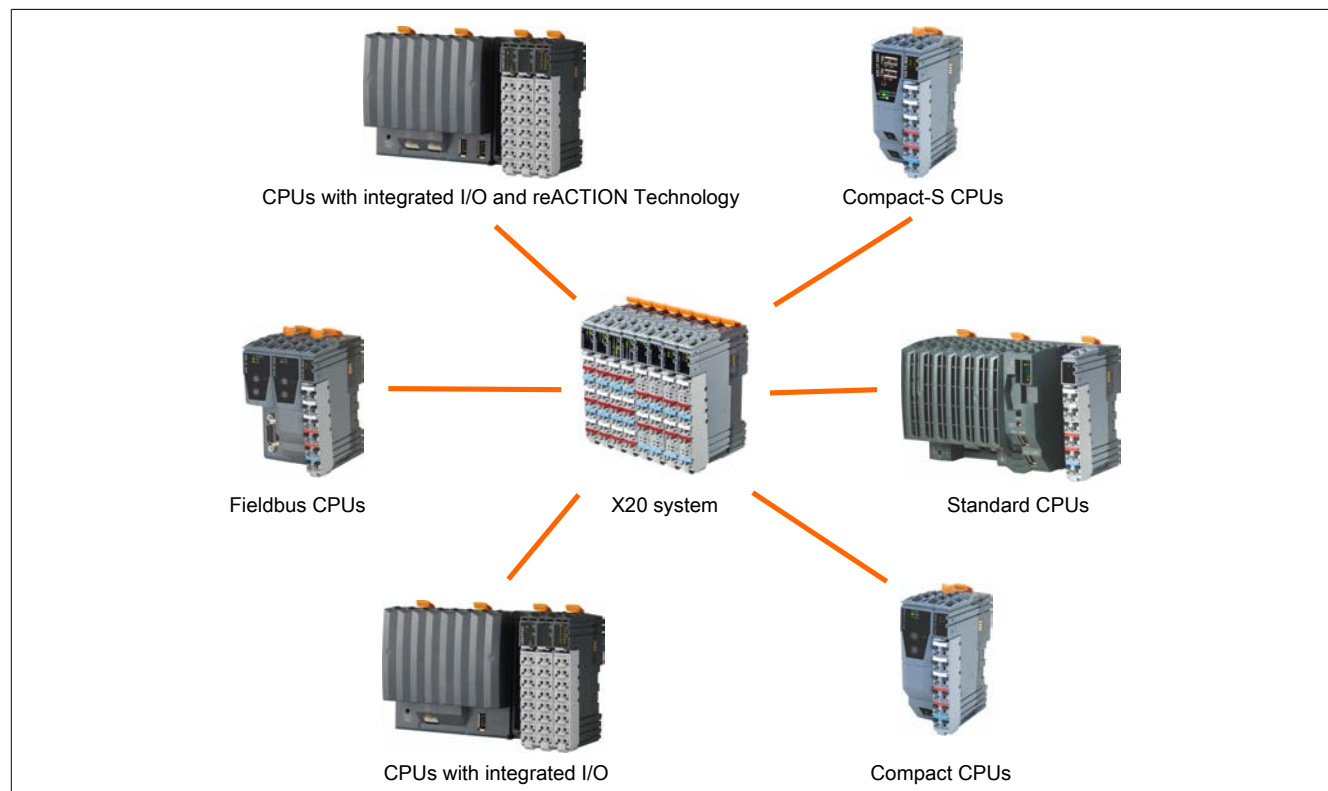 CPUs with integrated I/O and reACTION Technology
Compact-S CPUs
Fieldbus CPUs
X20 system
Standard CPUs
CPUs with integrated I/O
Compact CPUs